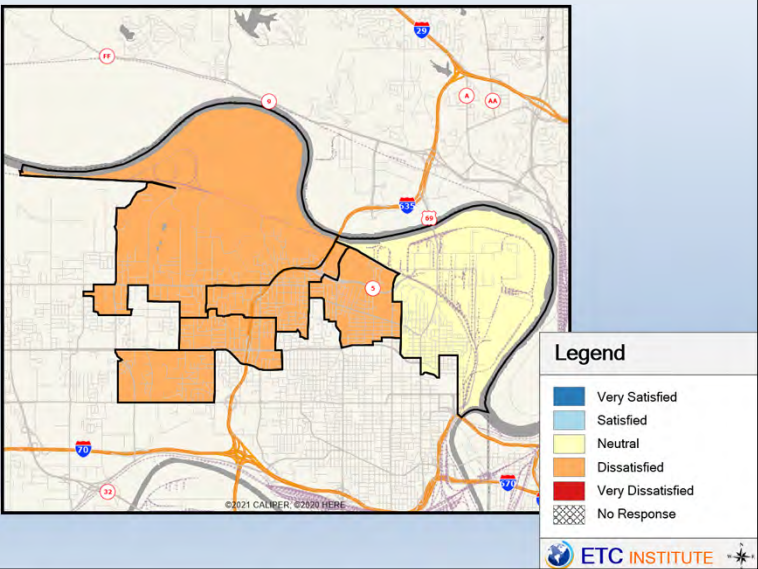 29
FF
A
AA
9
635
69
5
Legend
Very Satisfied
Satisfied
Neutral
Dissatisfied
Very Dissatisfied
No Response
70
32
670
©2021 CALIPER; ©2020 HERE
ETC INSTITUTE
N
W
E
S